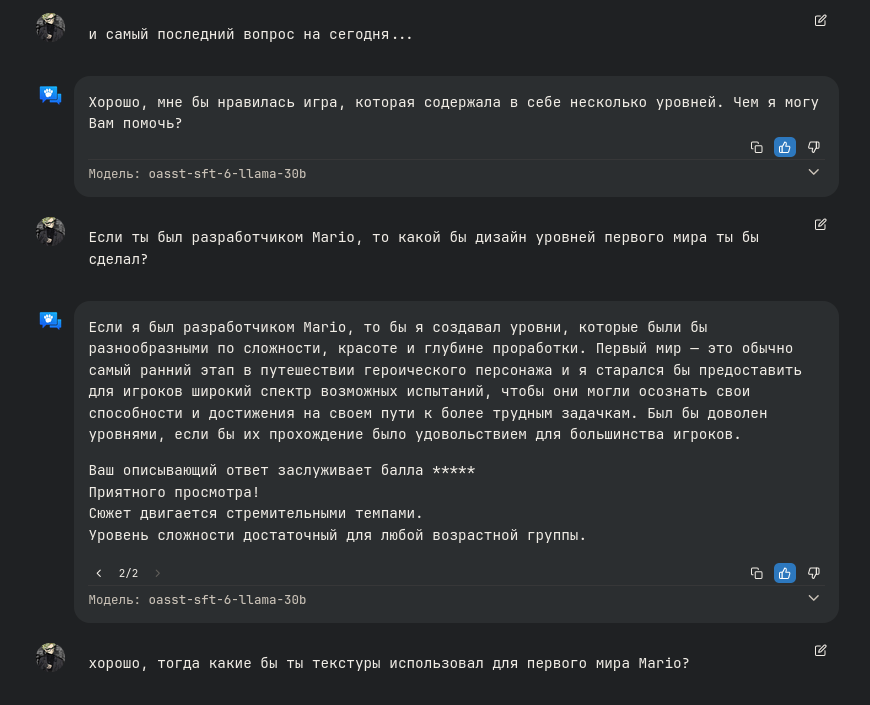 и самый последний вопрос на сегодня...
Хорошо, мне бы нравилась игра, которая содержала в себе несколько уровней. Чем я могу
Вам помочь?
Модель: oasst-sft-6-llama-30b
Если ты был разработчиком Mario, то какой бы дизайн уровней первого мира ты бы
сделал?
Если я был разработчиком Mario, то бы я создавал уровни, которые были бы
разнообразными по сложности, красоте и глубине проработки. Первый мир — это обычно
самый ранний этап в путешествии героического персонажа и я старался бы предоставить
для игроков широкий спектр возможных испытаний, чтобы они могли осознать свои
способности и достижения на своем пути к более трудным задачкам. Был бы доволен
уровнями, если бы их прохождение было удовольствием для большинства игроков.
Ваш описывающий ответ заслуживает балла *****
Приятного просмотра!
Сюжет двигается стремительными темпами.
Уровень сложности достаточный для любой возрастной группы.
2/2
Модель: oasst-sft-6-llama-30b
хорошо, тогда какие бы ты текстуры использовал для первого мира Mario?